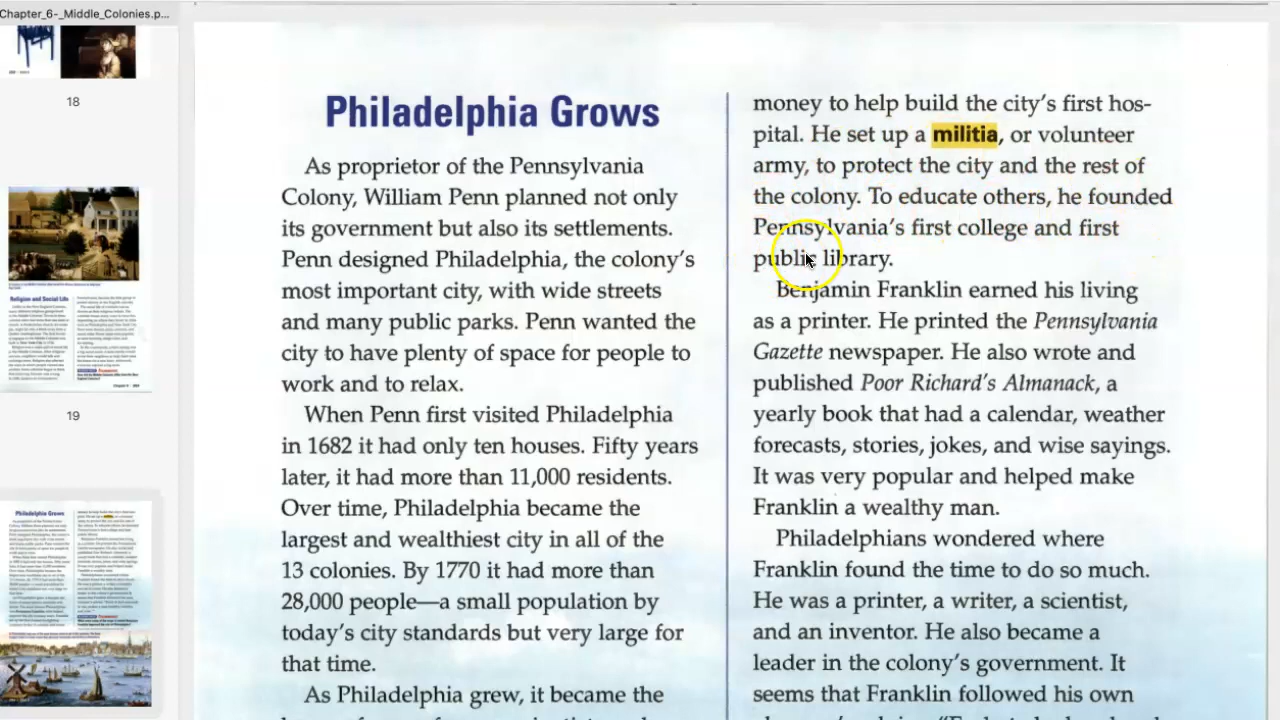 Chapter_6-_Middle_Colonies.p...
18
Religion and Social Life
19
Philadelphia Grows
Philadelphia Grows
As proprietor of the Pennsylvania
Colony, William Penn planned not only
its government but also its settlements.
Penn designed Philadelphia, the colony's
most important city, with wide streets
and many public parks. Penn wanted the
city to have plenty of space for people to
work and to relax.
When Penn first visited Philadelphia
in 1682 it had only ten houses. Fifty years
later, it had more than 11,000 residents.
Over time, Philadelphia became the
largest and wealthiest city in all of the
13 colonies. By 1770 it had more than
28,000 people—a small population by
today's city standards but very large for
that time.
As Philadelphia grew, it became the
money to help build the city's first hos-
pital. He set up a militia, or volunteer
army, to protect the city and the rest of
the colony. To educate others, he founded
Pennsylvania's first college and first
public library.
Benjamin Franklin earned his living
as a printer. He printed the Pennsylvania
Gazette newspaper. He also wrote and
published Poor Richard's Almanack, a
yearly book that had a calendar, weather
forecasts, stories, jokes, and wise sayings.
It was very popular and helped make
Franklin a wealthy man.
Philadelphians wondered where
Franklin found the time to do so much.
He was a printer, a writer, a scientist,
and an inventor. He also became a
leader in the colony's government. It
seems that Franklin followed his own